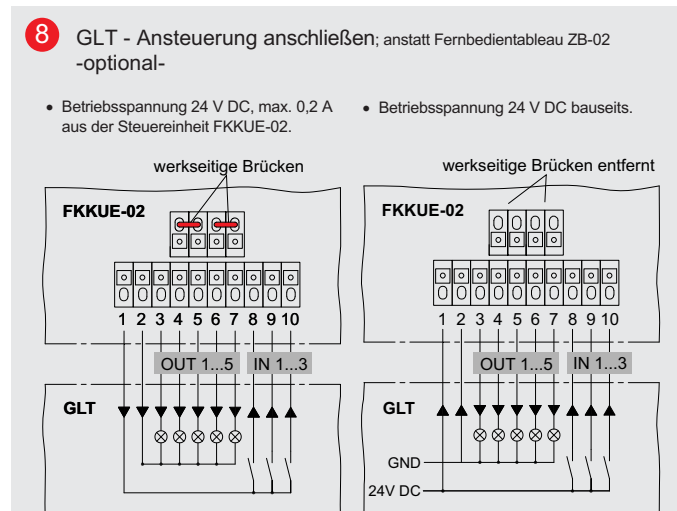 8 GLT - Ansteuerung anschließen; anstatt Fernbedientableau ZB-02
-optional-
• Betriebsspannung 24 V DC, max. 0,2 A
aus der Steuereinheit FKKUE-02.
• Betriebsspannung 24 V DC bauseits.
werkseitige Brücken
FKKUE-02
1 2 3 4 5 6 7 8 9 10
OUT 1...5 IN 1...3
GLT
werkseitige Brücken entfernt
FKKUE-02
1 2 3 4 5 6 7 8 9 10
OUT 1...5 IN 1...3
GLT
GND
24V DC